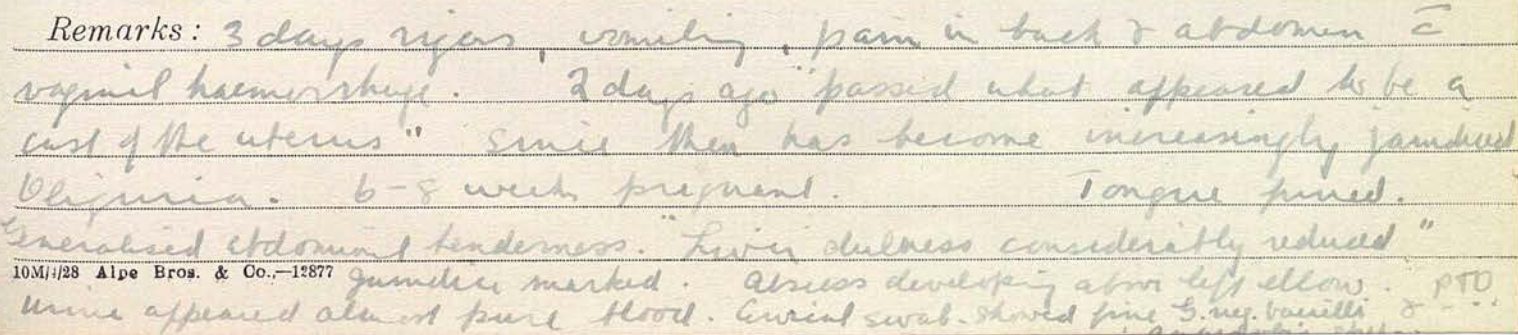 Remarks: 3 days rigors, vomiting, pain in back & abdomen c̄
vaginal haemorrhage. 2 days ago "passed what appeared to be a
cast of the uterus" Since then has become increasingly jaundiced
Oliguria. 6-8 weeks pregnant. Tongue furred.
Generalised abdominal tenderness. "Liver dulness considerably reduced"
10M/4/28 Alpe Bros. & Co.,—12877 Jaundice marked. Abscess developing above left elbow. PTO
Urine appeared almost pure blood. swab showed fine G. neg. bacilli &